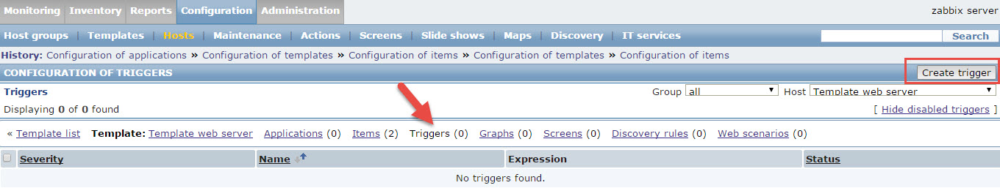 Monitoring Inventory Reports Configuration Administration zabbix server
Host groups | Templates | Hosts | Maintenance | Actions | Screens | Slide shows | Maps | Discovery | IT services Search
History: Configuration of applications » Configuration of templates » Configuration of items » Configuration of templates » Configuration of items
CONFIGURATION OF TRIGGERS Create trigger
Triggers Group all Host Template web server
Displaying 0 of 0 found [ Hide disabled triggers ]
« Template list Template: Template web server Applications (0) Items (2) Triggers (0) Graphs (0) Screens (0) Discovery rules (0) Web scenarios (0)
Severity Name Expression Status
No triggers found.